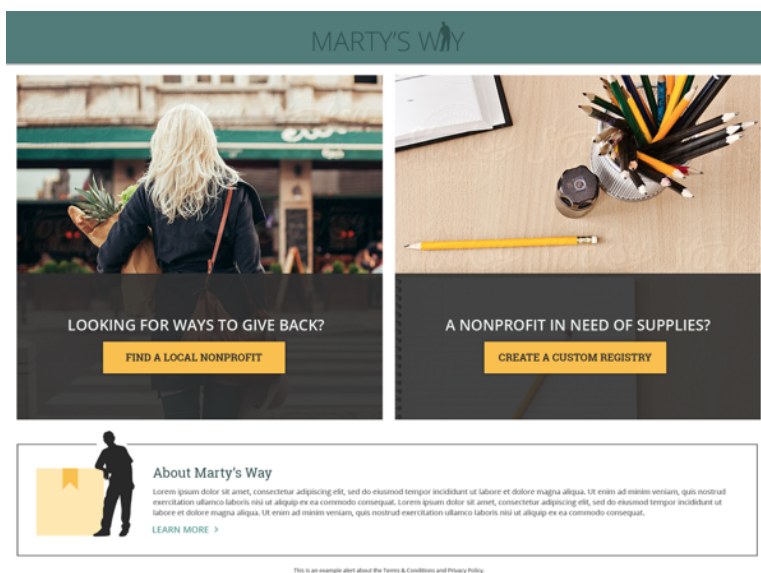 MARTY'S WAY
LOOKING FOR WAYS TO GIVE BACK?
FIND A LOCAL NONPROFIT
A NONPROFIT IN NEED OF SUPPLIES?
CREATE A CUSTOM REGISTRY
About Marty's Way
Lorem ipsum dolor sit amet, consectetur adipiscing elit, sed do eiusmod tempor incididunt ut labore et dolore magna aliqua. Ut enim ad minim veniam, quis nostrud
exercitation ullamco laboris nisi ut aliquip ex ea commodo consequat. Lorem ipsum dolor sit amet, consectetur adipiscing elit, sed do eiusmod tempor incididunt ut
labore et dolore magna aliqua. Ut enim ad minim veniam, quis nostrud exercitation ullamco laboris nisi ut aliquip ex ea commodo consequat.
LEARN MORE >
This is an example alert about the Terms & Conditions and Privacy Policy.